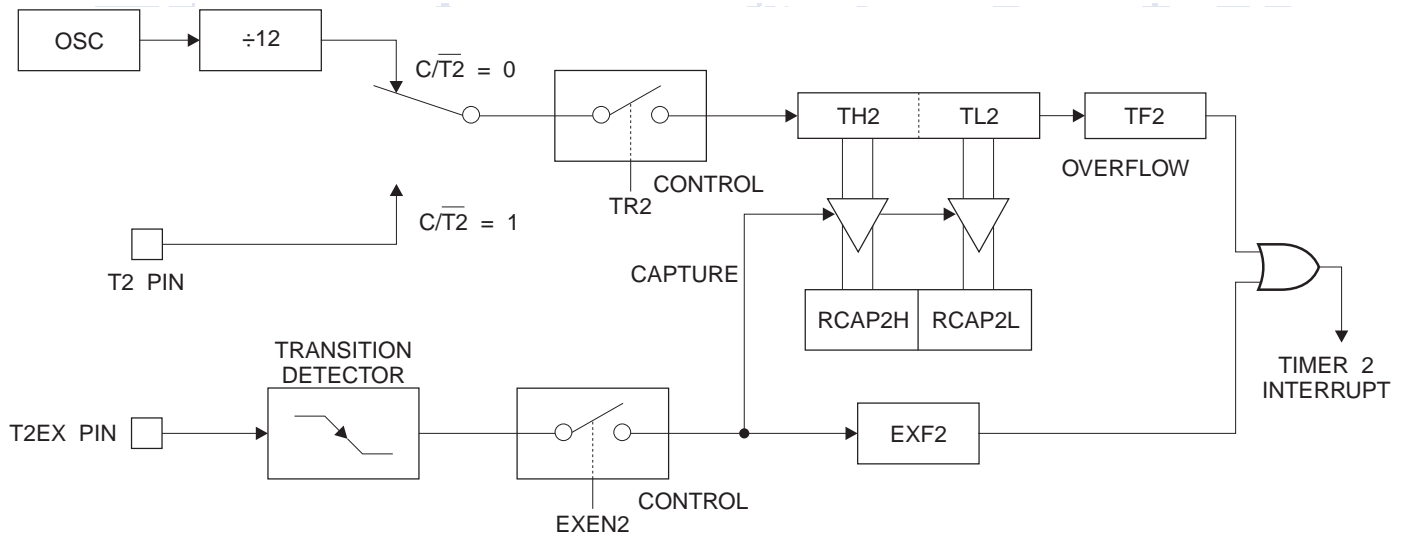 OSC
÷12
C/T2̅ = 0
TH2
TL2
TF2
OVERFLOW
CONTROL
TR2
C/T2̅ = 1
T2 PIN
CAPTURE
RCAP2H
RCAP2L
TRANSITION
DETECTOR
TIMER 2
INTERRUPT
T2EX PIN
EXF2
CONTROL
EXEN2